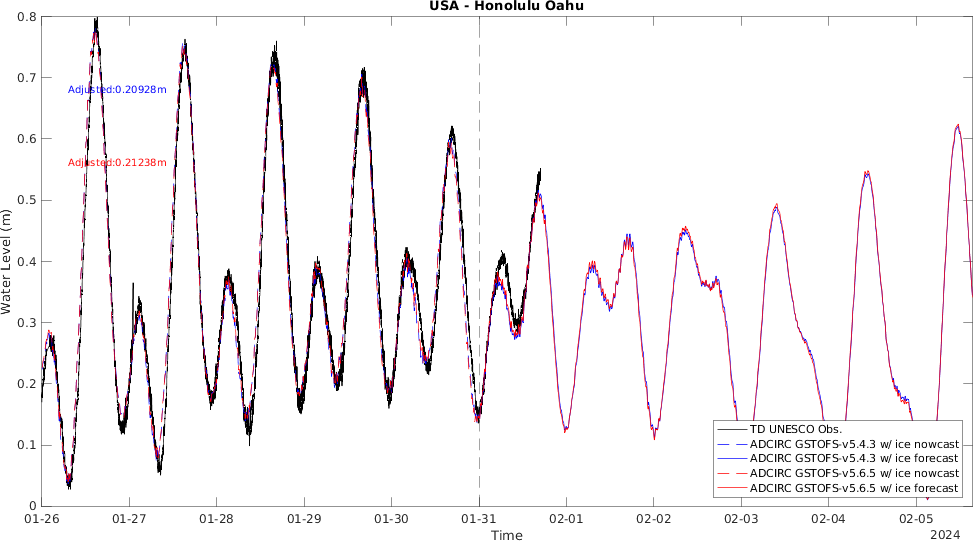 USA - Honolulu Oahu
0.8
0.7
0.6
0.5
0.4
0.3
0.2
0.1
0
Water Level (m)
Adjusted:0.20928m
Adjusted:0.21238m
TD UNESCO Obs.
ADCIRC GSTOFS-v5.4.3 w/ ice nowcast
ADCIRC GSTOFS-v5.4.3 w/ ice forecast
ADCIRC GSTOFS-v5.6.5 w/ ice nowcast
ADCIRC GSTOFS-v5.6.5 w/ ice forecast
01-26 01-27 01-28 01-29 01-30 01-31 02-01 02-02 02-03 02-04 02-05
Time
2024